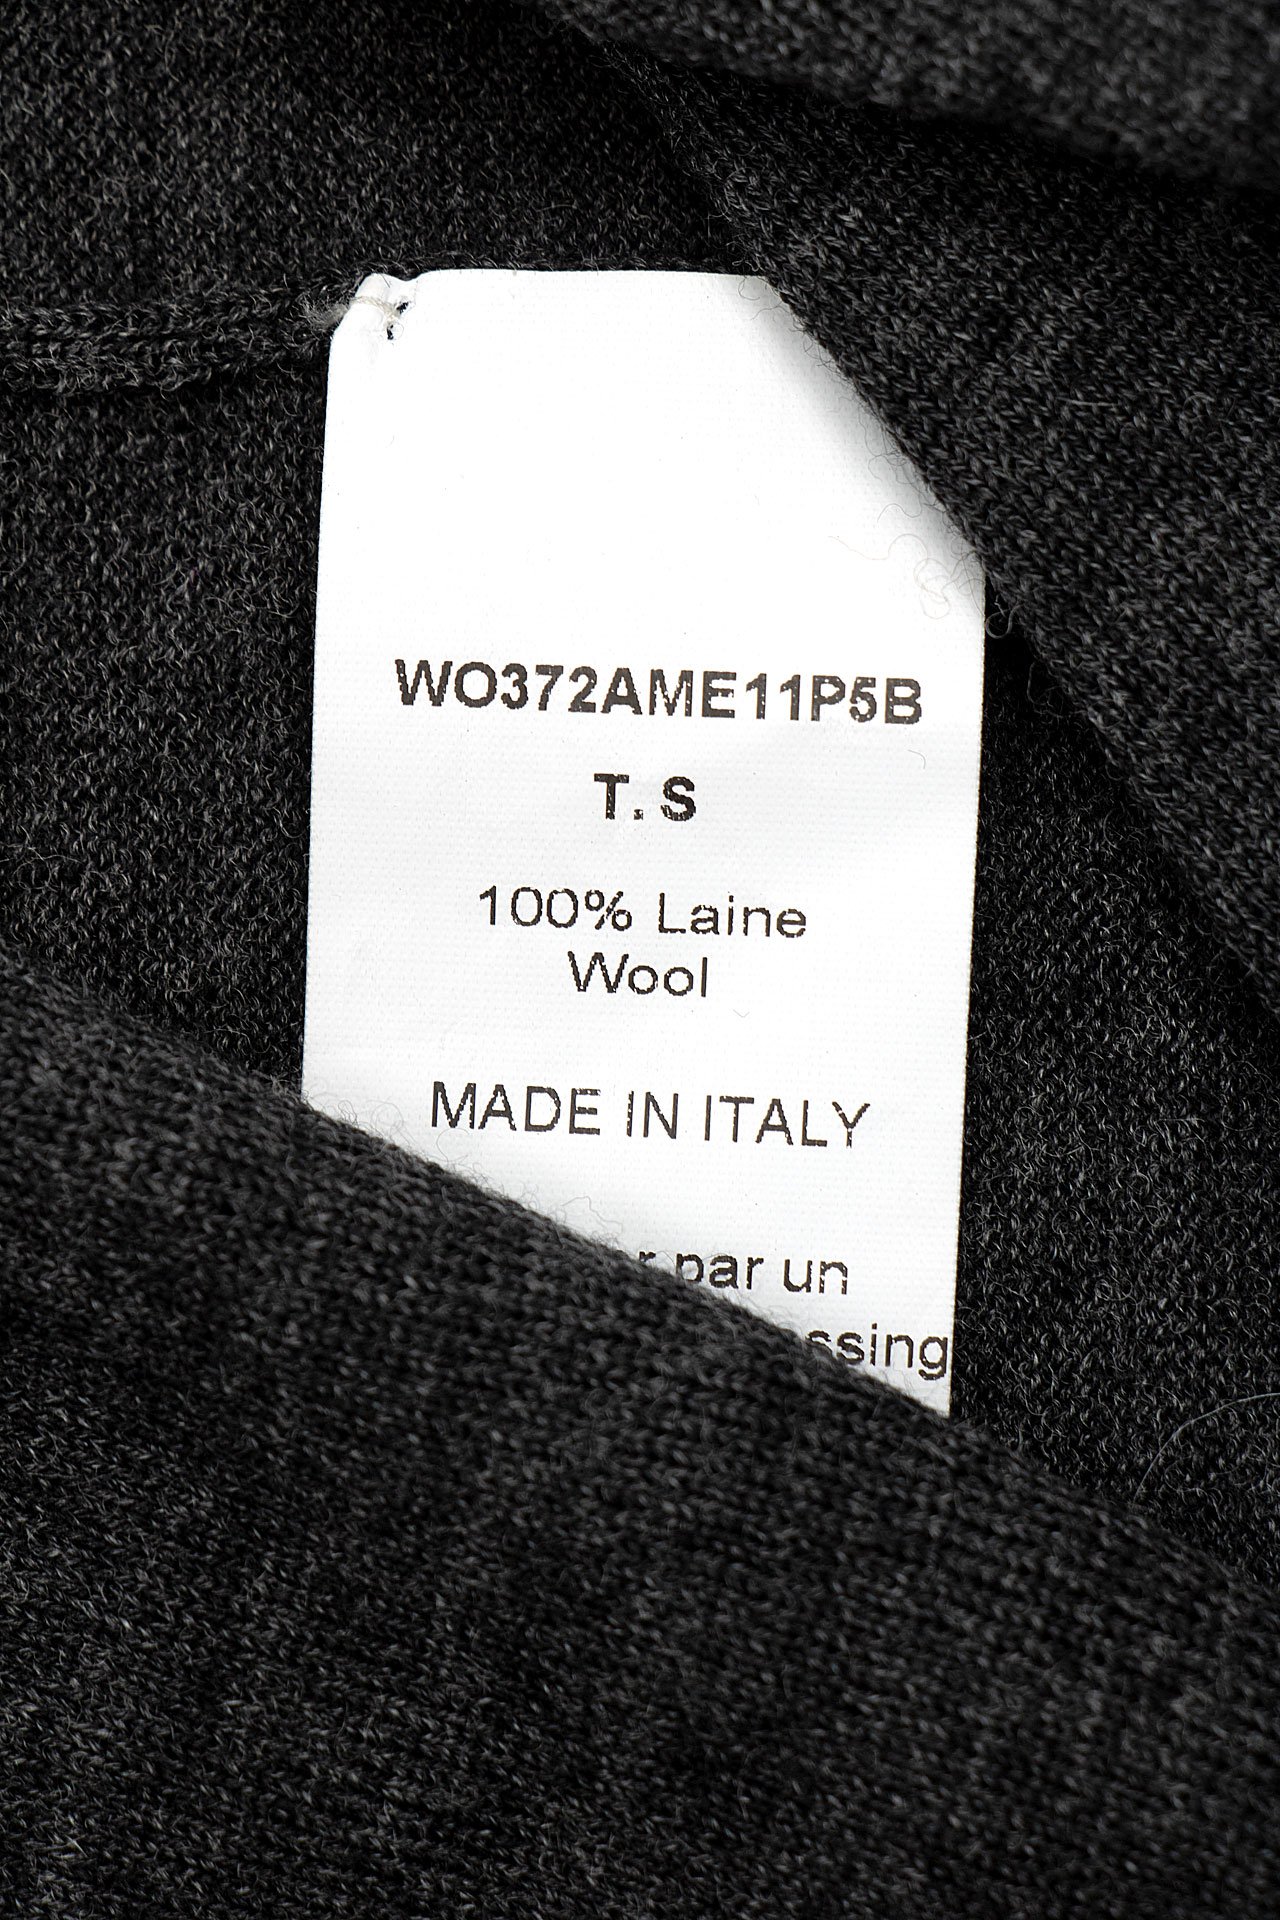 WO372AME11P5B
T. S
100% Laine
Wool
MADE IN ITALY
par un